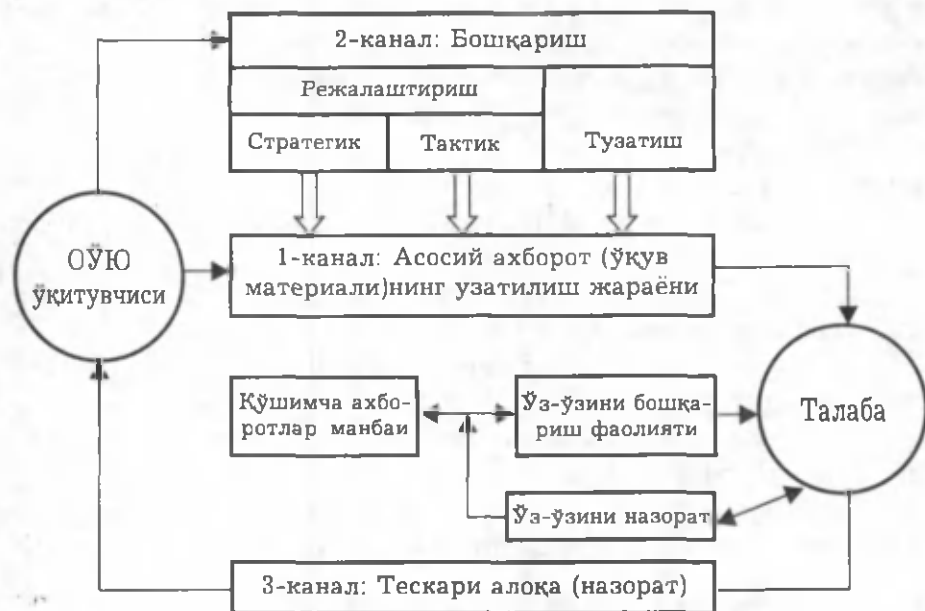 2-канал: Бошқариш
Режалаштириш
Стратегик
Тактик
Тузатиш
ОЎЮ
ўқитувчиси
1-канал: Асосий ахборот (ўқув
материали)нинг узатилиш жараёни
Қўшимча ахбо-
ротлар манбаи
Ўз-ўзини бошқа-
риш фаолияти
Талаба
Ўз-ўзини назорат
3-канал: Тескари алоқа (назорат)